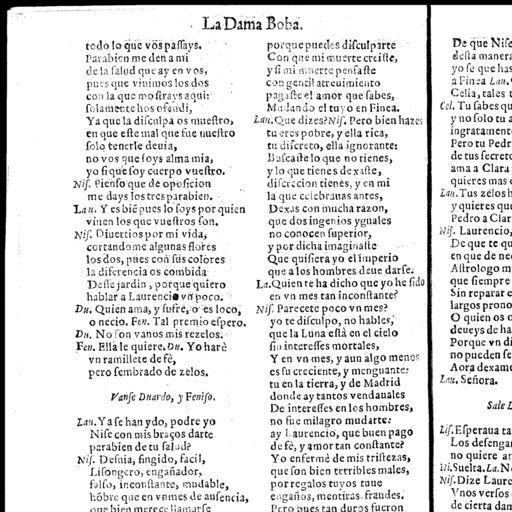 La Dama Boba.
todo lo que vos passays.
Parabien me den a mi
de la salud que ay en vos,
pues que viuimos los dos
con la que mostrays aqui:
solamente hos ofendi,
Ya que la disculpa os muestro,
en que este mal que fue nuestro
solo tenerle deuia,
no vos que soys alma mia,
yo si que soy cuerpo vuestro.
Nis. Pienso que de oposicion
me days los tres parabien.
Lau. Y es biẽ pues lo soys por quien
viuen los que vuestros son.
Nis. Diuertios por mi vida,
cortandome algunas flores
los dos, pues con sus colores
la diferencia os combida
Deste jardin, porque quiero
hablar a Laurencio vn poco.
Du. Quien ama, y sufre, o es loco,
o necio. Fen. Tal premio espero.
Du. No son vanos mis rezelos.
Fen. Ella le quiere. Du. Yo harè
vn ramillete de fè,
pero sembrado de zelos.
Vanse Duardo, y Feniso.
Lau. Ya se han ydo, podre yo
Nise con mis braços darte
parabien de tu salud?
Nis. Desuia, fingido, facil,
Lisongero, engañador,
falso, inconstante, mudable,
hõbre que en vn mes de ausencia,
que bien merece llamarse
porque puedes disculparte
Con que mi muerte creiste,
y si mi muerte pensaste
con gentil atreuimiento
pagaste el amor que sabes,
Mudando el tuyo en Finea.
Lau. Que dizes? Nis. Pero bien hazes
tu eres pobre, y ella rica,
tu discreto, ella ignorante:
Buscaste lo que no tienes,
y lo que tienes dexaste,
discrecion tienes, y en mi
la que celebrauas antes,
Dexas con mucha razon,
que dos ingenios yguales
no conocen superior,
y por dicha imaginaste
Que quisiera yo el imperio
que a los hombres deue darse.
La. Quien te ha dicho que yo he sido
en vn mes tan inconstante?
Nis. Parecete poco vn mes?
yo te disculpo, no hables,
que la Luna està en el cielo
sin interesses mortales,
Y en vn mes, y aun algo menos
es su creciente, y menguante:
tu en la tierra, y de Madrid
donde ay tantos vendauales
De interesses en los hombres,
no fue milagro mudarte:
ay Laurencio, que buen pago
de fè, y amor tan constante?
Yo enfermè de mis tristezas,
que son bien terribles males,
por regalos tuyos tuue
engaños, mentiras, fraudes.
Pero pues tan duros fueron
De que Nise
desta manera
yo se que has
a Finea Lau.
Celia, tales t
Cel. Tu sabes qu
y no solo tu a
ingratamente
Pero tu Pedr
de tus secreto
ama a Clara
quieres mas
Lau. Tus zelos h
y quieres que
Pedro a Clar
Nis. Laurencio,
De que te qu
en que de nec
Astrologo m
que siempre
Sin reparar e
largos prono
O quien os o
deueys de ha
Porque vn di
no pueden se
Aora dexame
Lau. Señora.
Sale
Lis. Esperaua ta
Los desengañ
no quiere am
Ni. Suelta. La. No
Nis. Dize Lauren
Vnos versos
de cierta dam